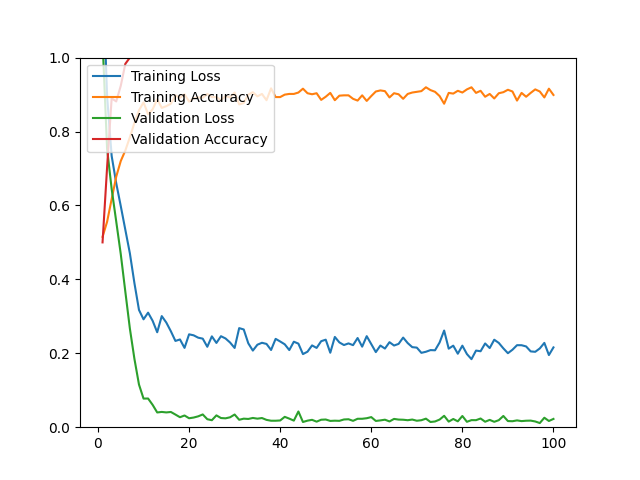 1.0
0.8
0.6
0.4
0.2
0.0
Training Loss
Training Accuracy
Validation Loss
Validation Accuracy
0 20 40 60 80 100